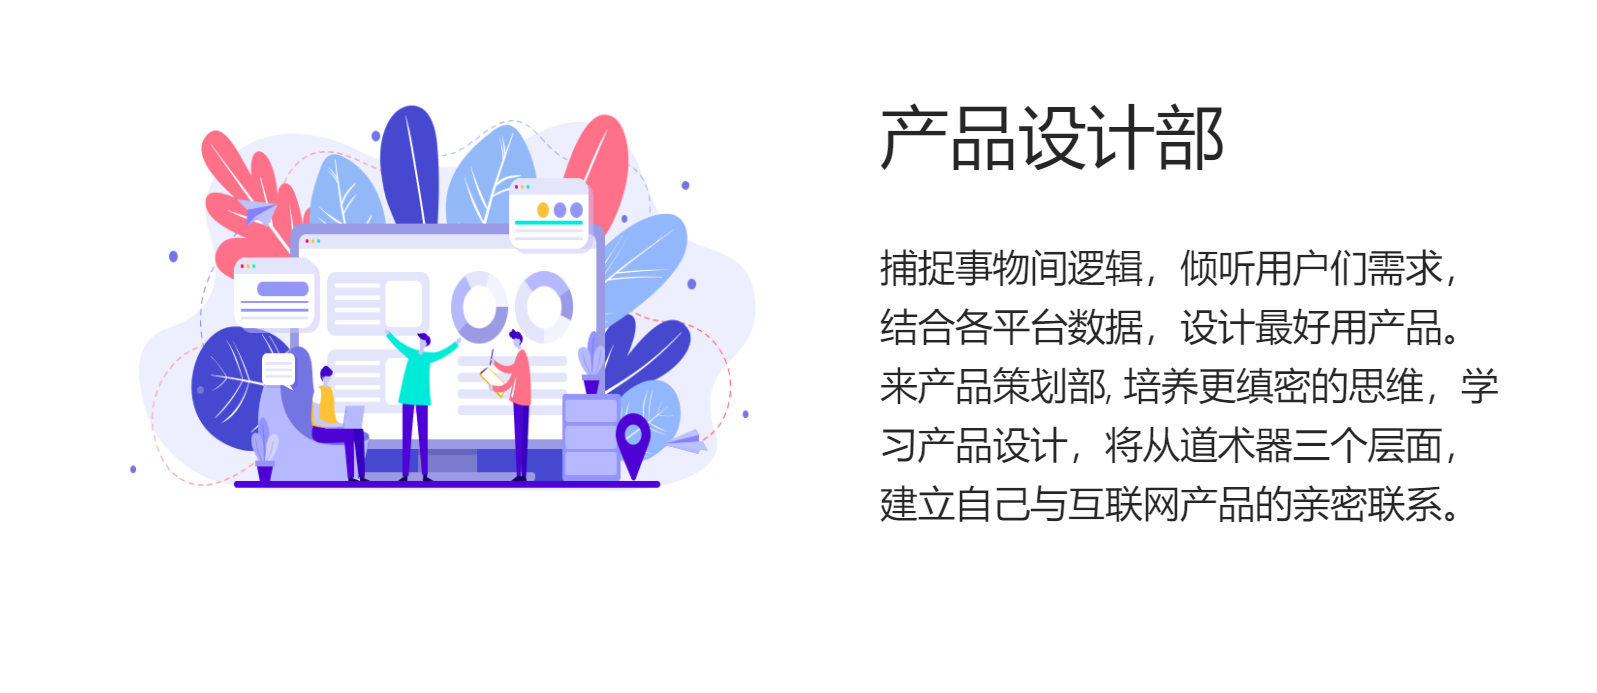 产品设计部
捕捉事物间逻辑，倾听用户们需求，
结合各平台数据，设计最好用产品。
来产品策划部, 培养更缜密的思维，学
习产品设计，将从道术器三个层面，
建立自己与互联网产品的亲密联系。